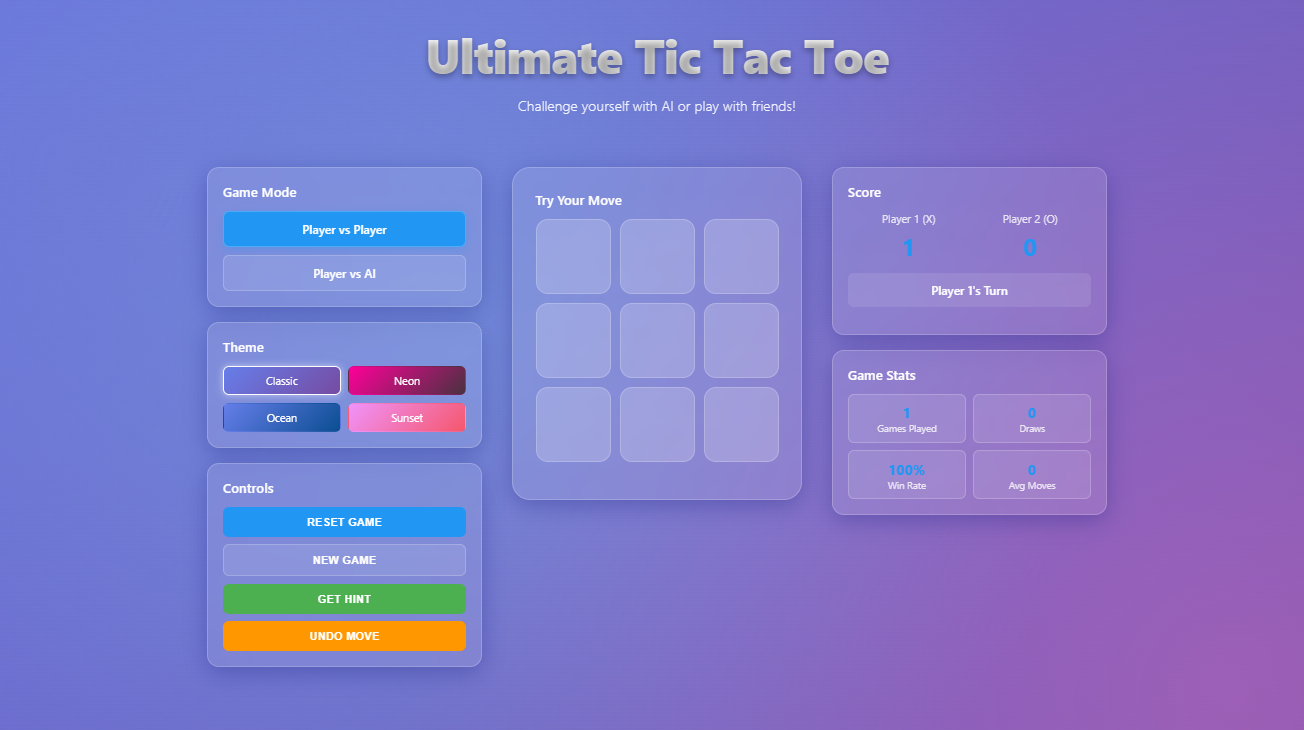 Ultimate Tic Tac Toe
Challenge yourself with AI or play with friends!
Game Mode
Player vs Player
Player vs AI
Theme
Classic
Neon
Ocean
Sunset
Controls
RESET GAME
NEW GAME
GET HINT
UNDO MOVE
Try Your Move
Score
Player 1 (X)
Player 2 (O)
1
0
Player 1's Turn
Game Stats
1
Games Played
0
Draws
100%
Win Rate
0
Avg Moves